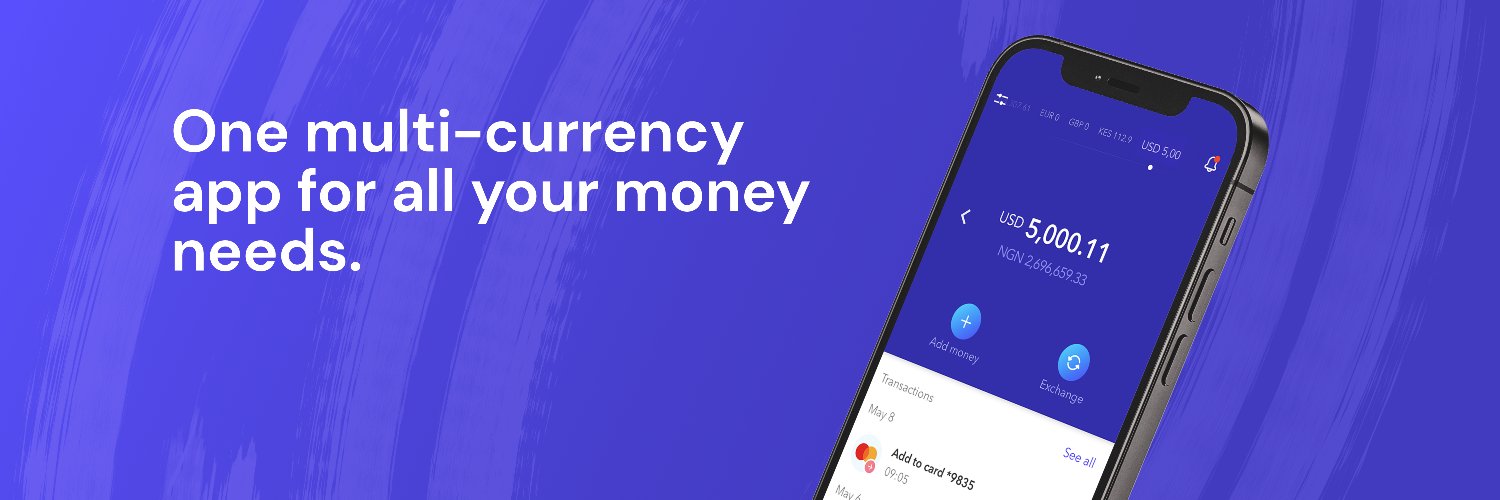 One multi-currency
app for all your money
needs.
EUR 0 GBP 0 KES 112.9 USD 5,00
USD 5,000.11
NGN 2,696,659.33
Add money
Exchange
Transactions
See all
May 8
Add to card *9835
09:05
May